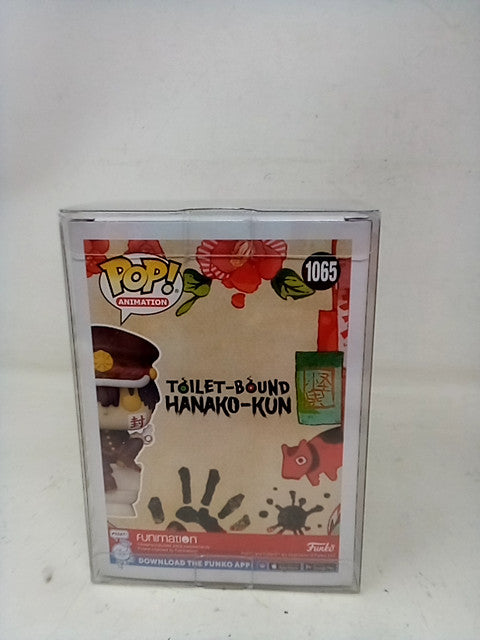 POP!
ANIMATION
1065
TOILET-BOUND
HANAKO-KUN
怪異
封
FUNIMATION
Funko
DOWNLOAD THE FUNKO APP